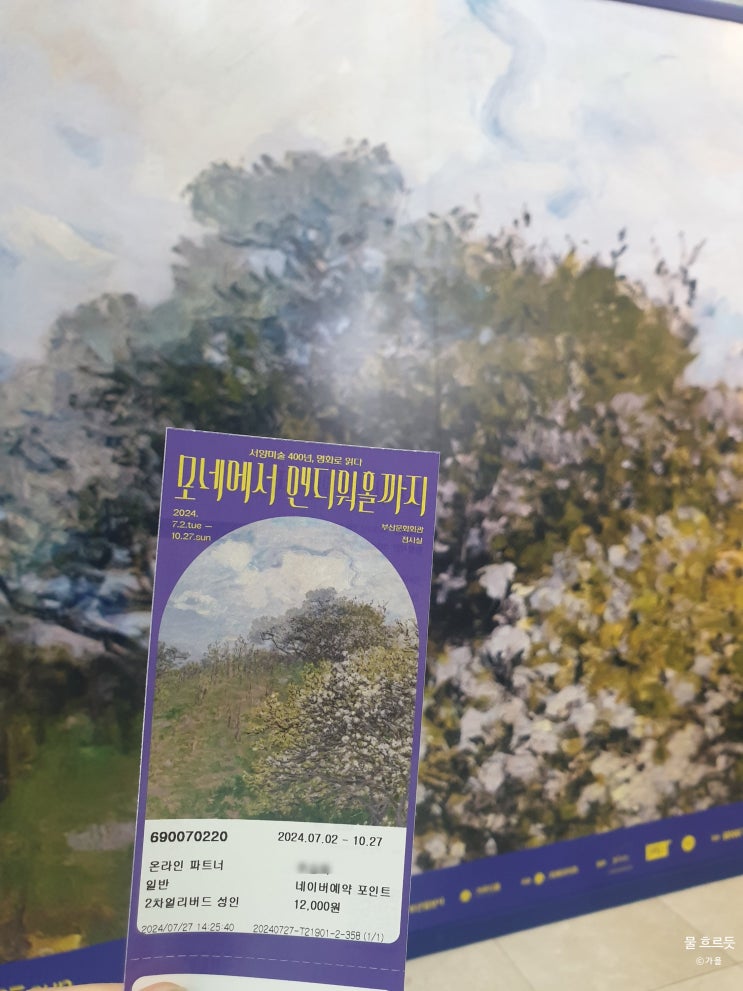 서양미술 400년, 명화로 읽다
모네에서 앤디워홀까지
2024.
7.2.tue —
10.27.sun
부산문화회관
전시실
690070220
2024.07.02 - 10.27
온라인 파트너
일반
네이버예약 포인트
2차얼리버드 성인
12,000원
2024/07/27 14:25:40
20240727-T21901-2-358 (1/1)
물 흐르듯
ⓒ가을